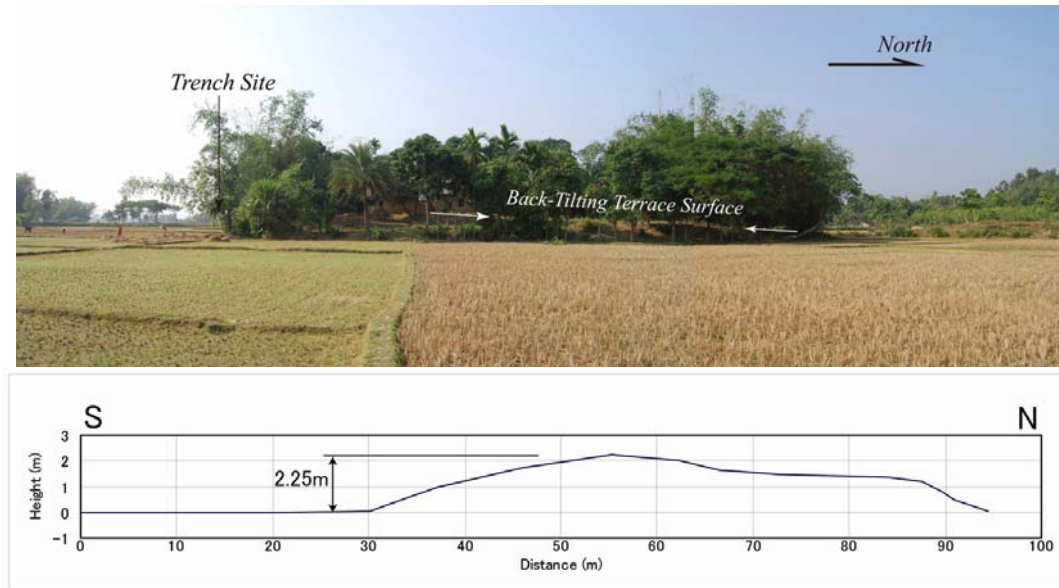 North
Trench Site
Back-Tilting Terrace Surface
S N
3
2
1
0
-1
2.25m
Height (m)
0 10 20 30 40 50 60 70 80 90 100
Distance (m)